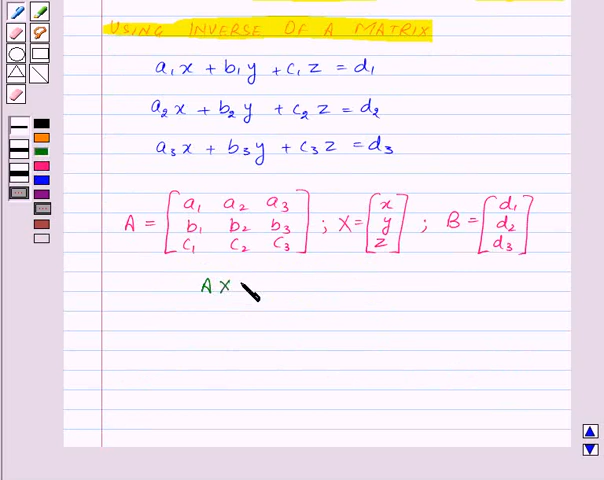 USING INVERSE OF A MATRIX
a₁x + b₁y + c₁z = d₁
a₂x + b₂y + c₂z = d₂
a₃x + b₃y + c₃z = d₃
A = [a₁ a₂ a₃; b₁ b₂ b₃; c₁ c₂ c₃] ; X = [x; y; z] ; B = [d₁; d₂; d₃]
A X